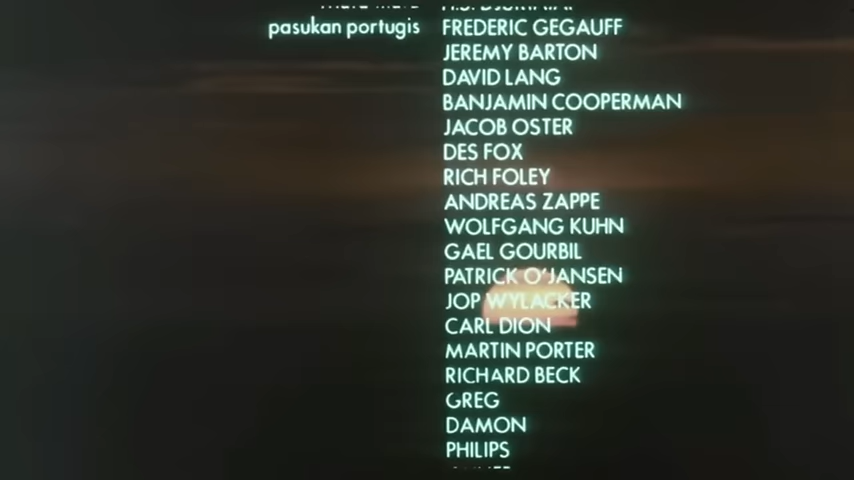 pasukan portugis FREDERIC GEGAUFF
JEREMY BARTON
DAVID LANG
BANJAMIN COOPERMAN
JACOB OSTER
DES FOX
RICH FOLEY
ANDREAS ZAPPE
WOLFGANG KUHN
GAEL GOURBIL
PATRICK O'JANSEN
JOP WYLACKER
CARL DION
MARTIN PORTER
RICHARD BECK
GREG
DAMON
PHILIPS